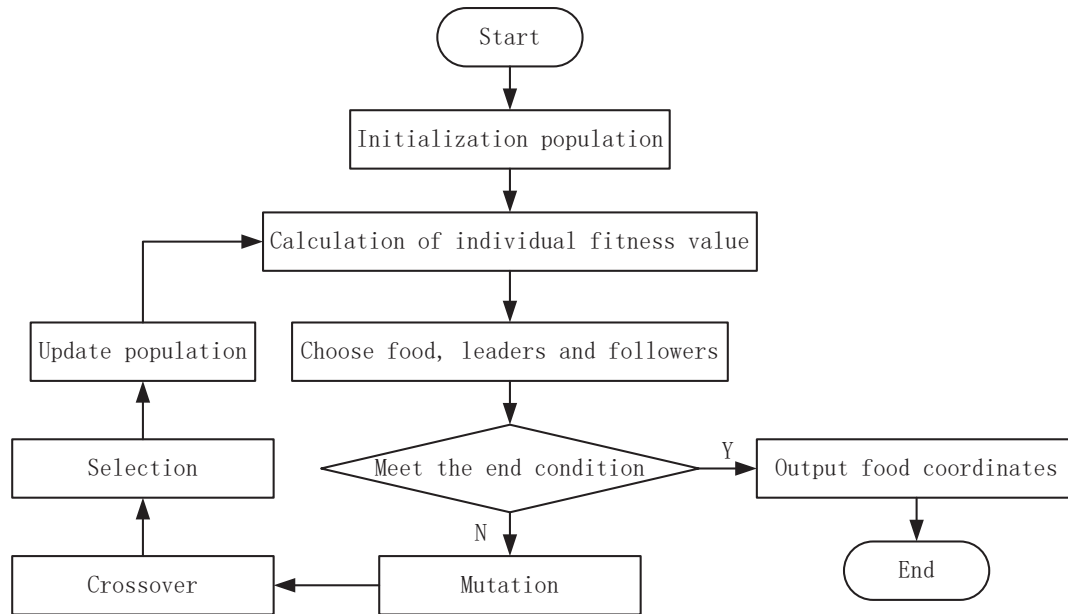 Start
Initialization population
Calculation of individual fitness value
Update population
Choose food, leaders and followers
Selection
Meet the end condition
Y
Output food coordinates
N
Crossover
Mutation
End